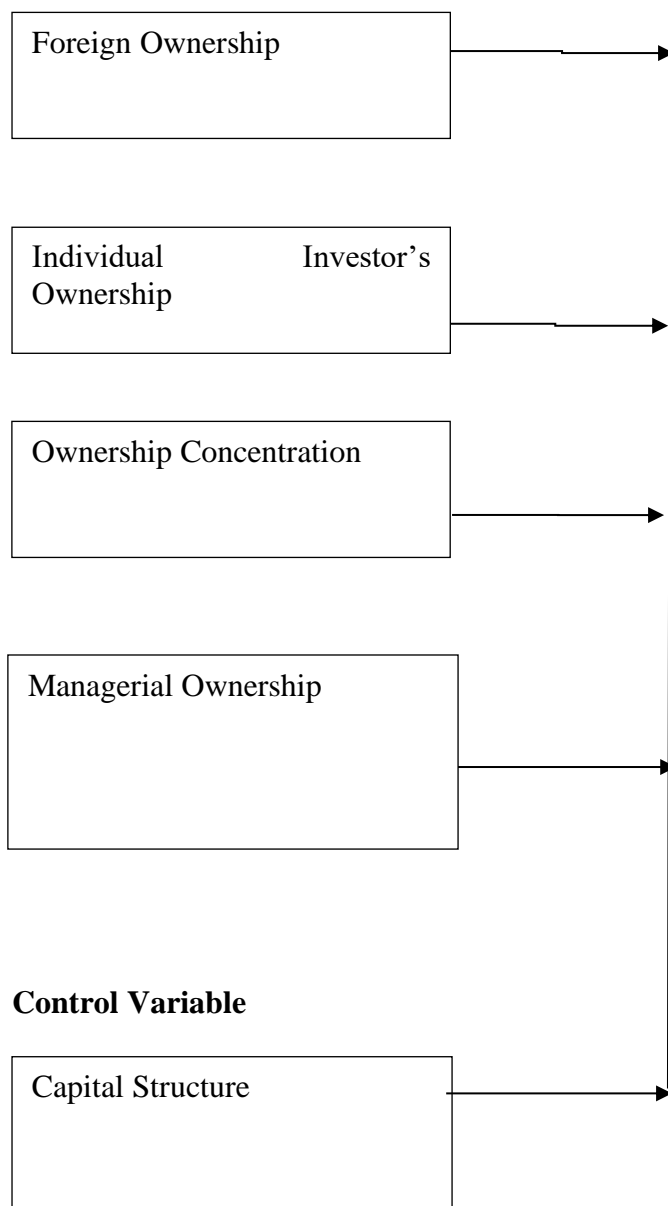 Foreign Ownership
Individual Investor’s
Ownership
Ownership Concentration
Managerial Ownership
Control Variable
Capital Structure